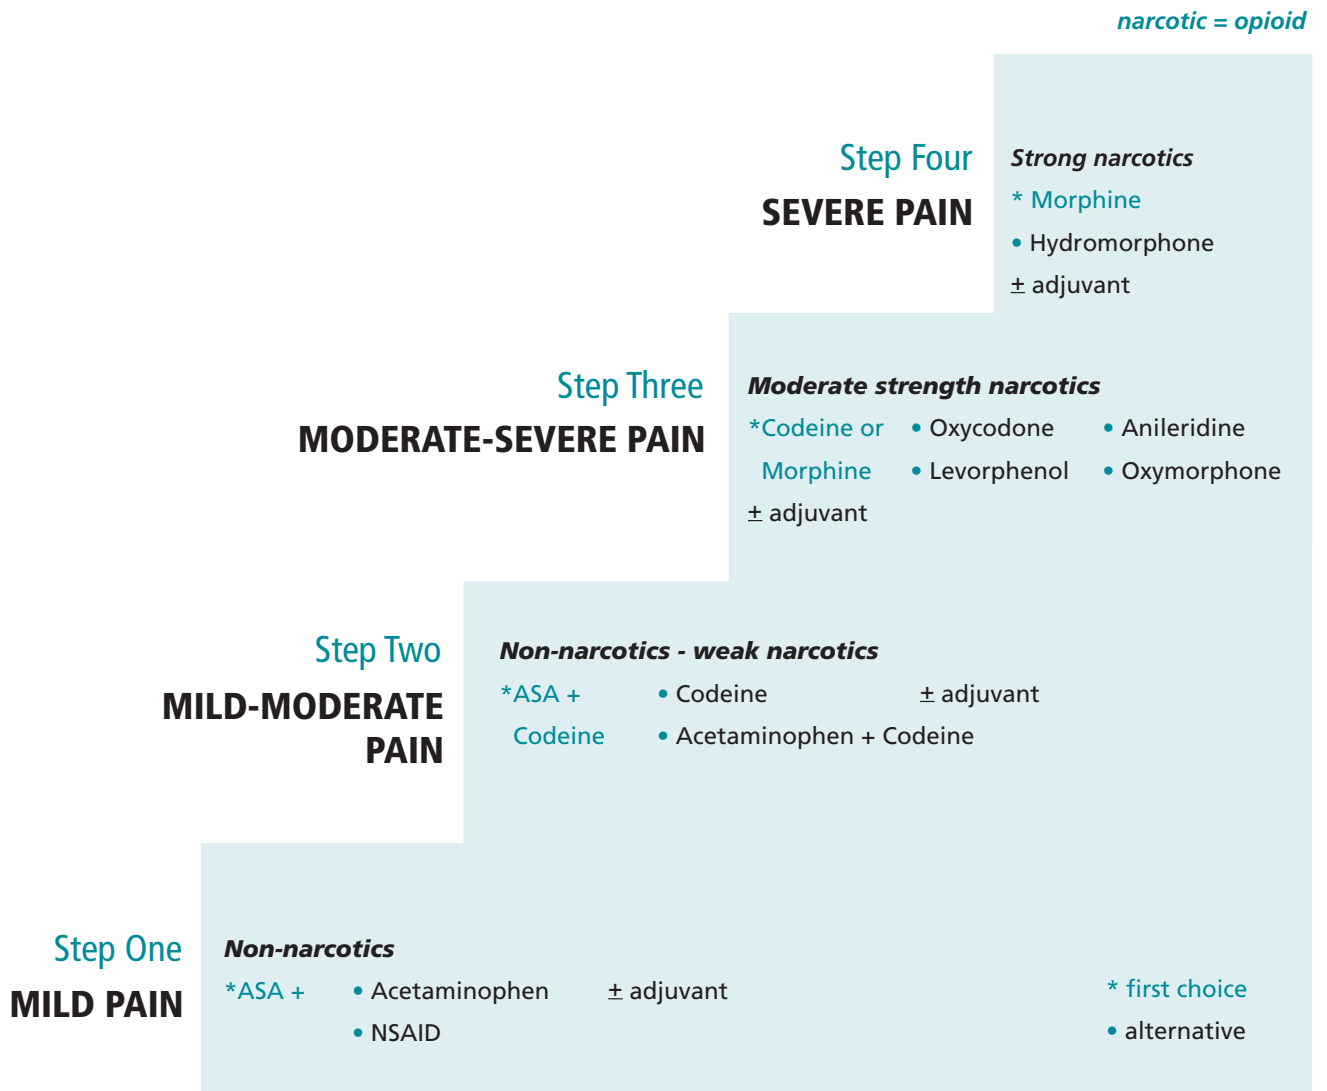 narcotic = opioid
Step Four
SEVERE PAIN
Strong narcotics
* Morphine
• Hydromorphone
± adjuvant
Step Three
MODERATE-SEVERE PAIN
Moderate strength narcotics
*Codeine or • Oxycodone • Anileridine
Morphine • Levorphenol • Oxymorphone
± adjuvant
Step Two
MILD-MODERATE
PAIN
Non-narcotics - weak narcotics
*ASA + • Codeine ± adjuvant
Codeine • Acetaminophen + Codeine
Step One
MILD PAIN
Non-narcotics
*ASA + • Acetaminophen ± adjuvant
• NSAID
* first choice
• alternative